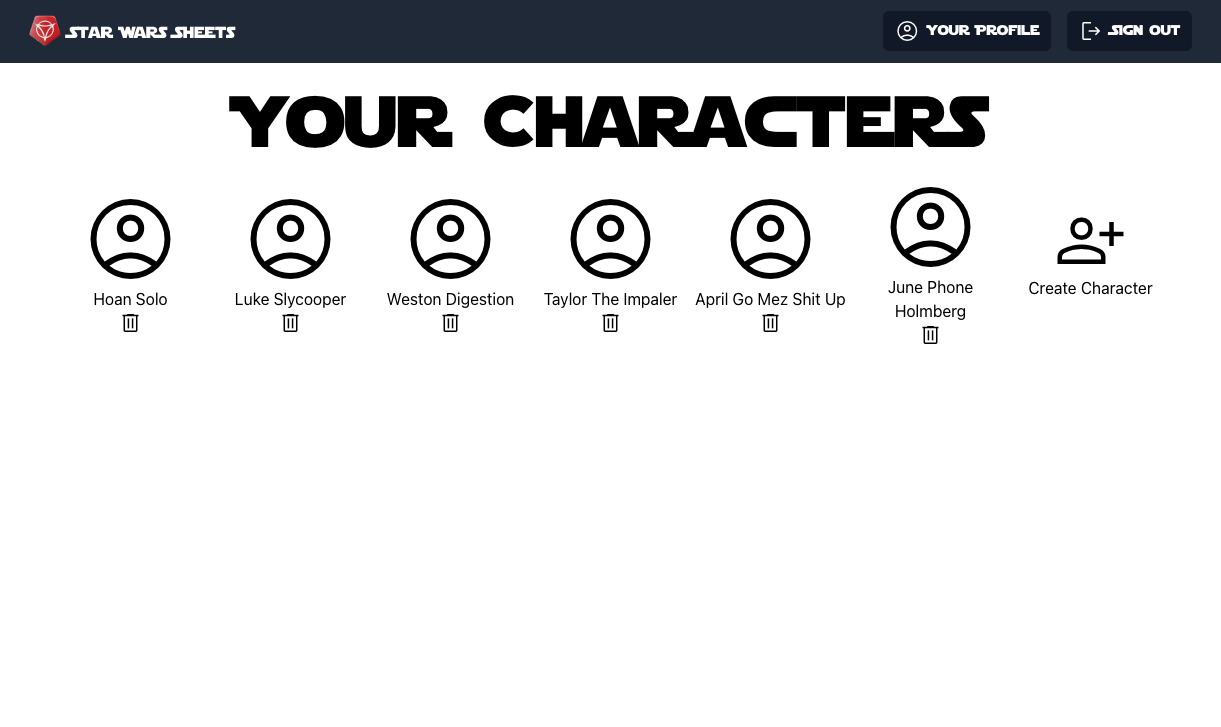 STAR WARS SHEETS
YOUR PROFILE
SIGN OUT
YOUR CHARACTERS
Hoan Solo
Luke Slycooper
Weston Digestion
Taylor The Impaler
April Go Mez Shit Up
June Phone
Holmberg
Create Character